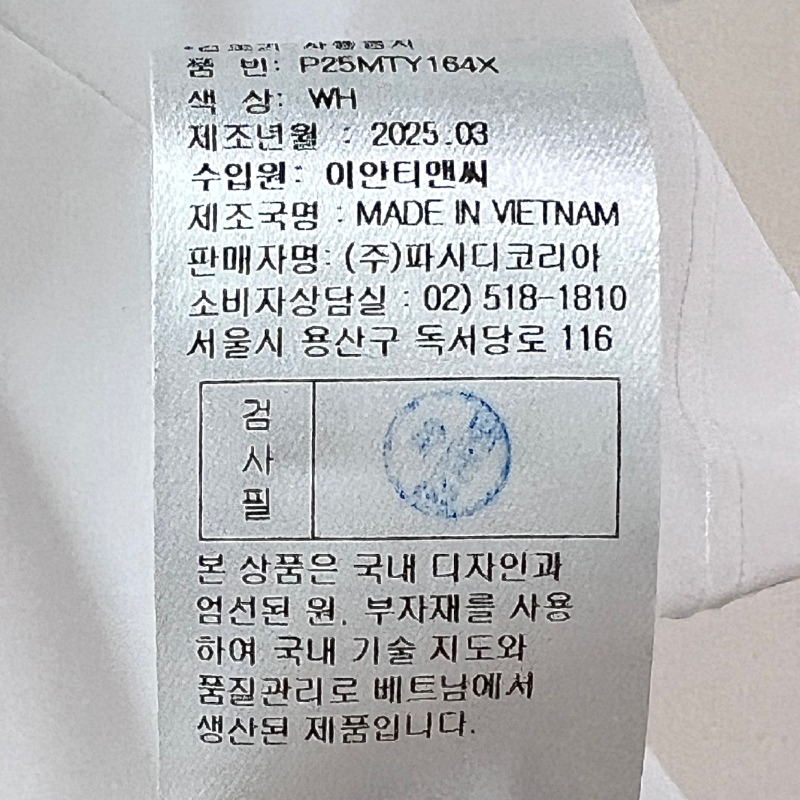 품 번: P25MTY164X
색 상: WH
제조년월 : 2025.03
수입원: 이안티앤씨
제조국명 : MADE IN VIETNAM
판매자명: (주)파시디코리아
소비자상담실 : 02) 518-1810
서울시 용산구 독서당로 116
검
사
필
본 상품은 국내 디자인과
엄선된 원, 부자재를 사용
하여 국내 기술 지도와
품질관리로 베트남에서
생산된 제품입니다.